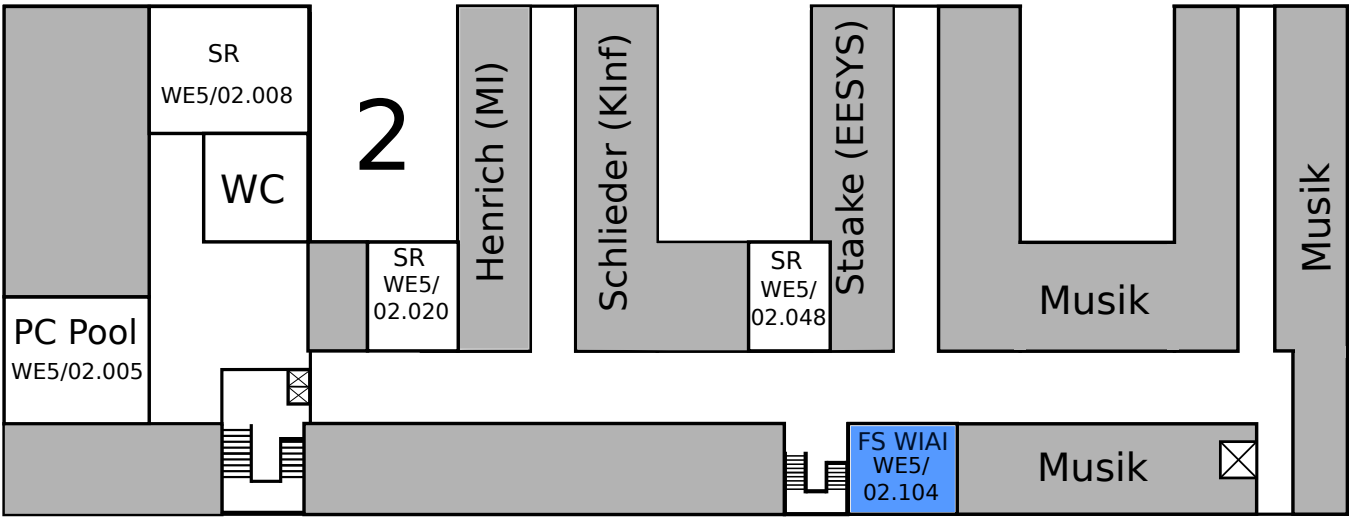 SR
WE5/02.008
2
WC
Henrich (MI)
Schlieder (KInf)
Staake (EESYS)
Musik
SR
WE5/
02.020
SR
WE5/
02.048
Musik
PC Pool
WE5/02.005
FS WIAI
WE5/
02.104
Musik